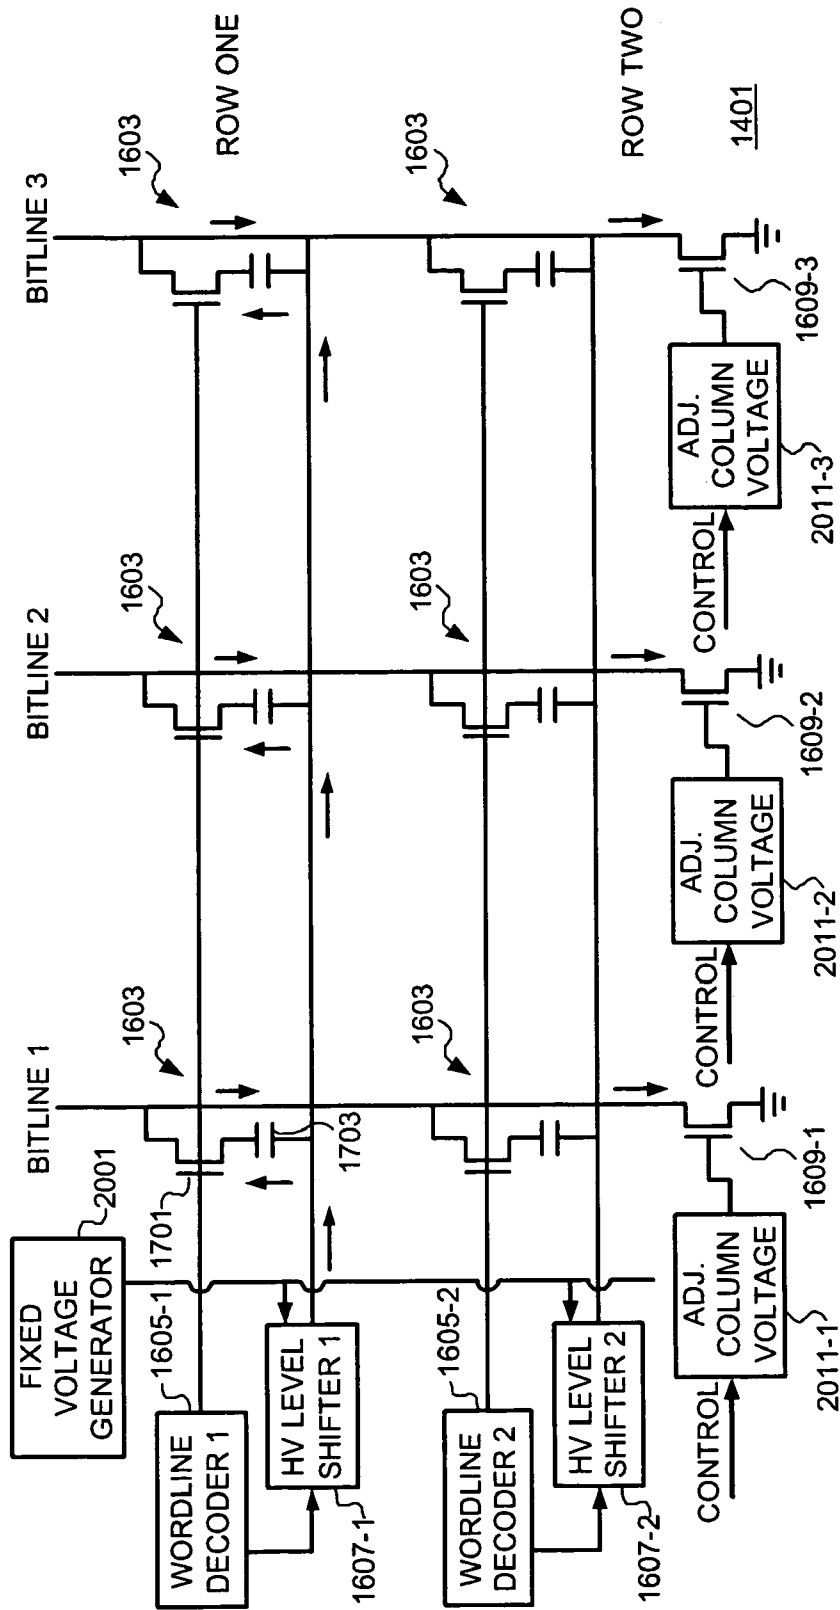 FIXED
VOLTAGE
GENERATOR
2001
BITLINE 1
BITLINE 2
BITLINE 3
1603
1603
1603
ROW ONE
1701
1703
WORDLINE
DECODER 1
1605-1
HV LEVEL
SHIFTER 1
1607-1
1603
1603
1603
ROW TWO
WORDLINE
DECODER 2
1605-2
HV LEVEL
SHIFTER 2
1607-2
CONTROL
ADJ.
COLUMN
VOLTAGE
2011-1
1609-1
CONTROL
ADJ.
COLUMN
VOLTAGE
2011-2
1609-2
CONTROL
ADJ.
COLUMN
VOLTAGE
2011-3
1609-3
1401